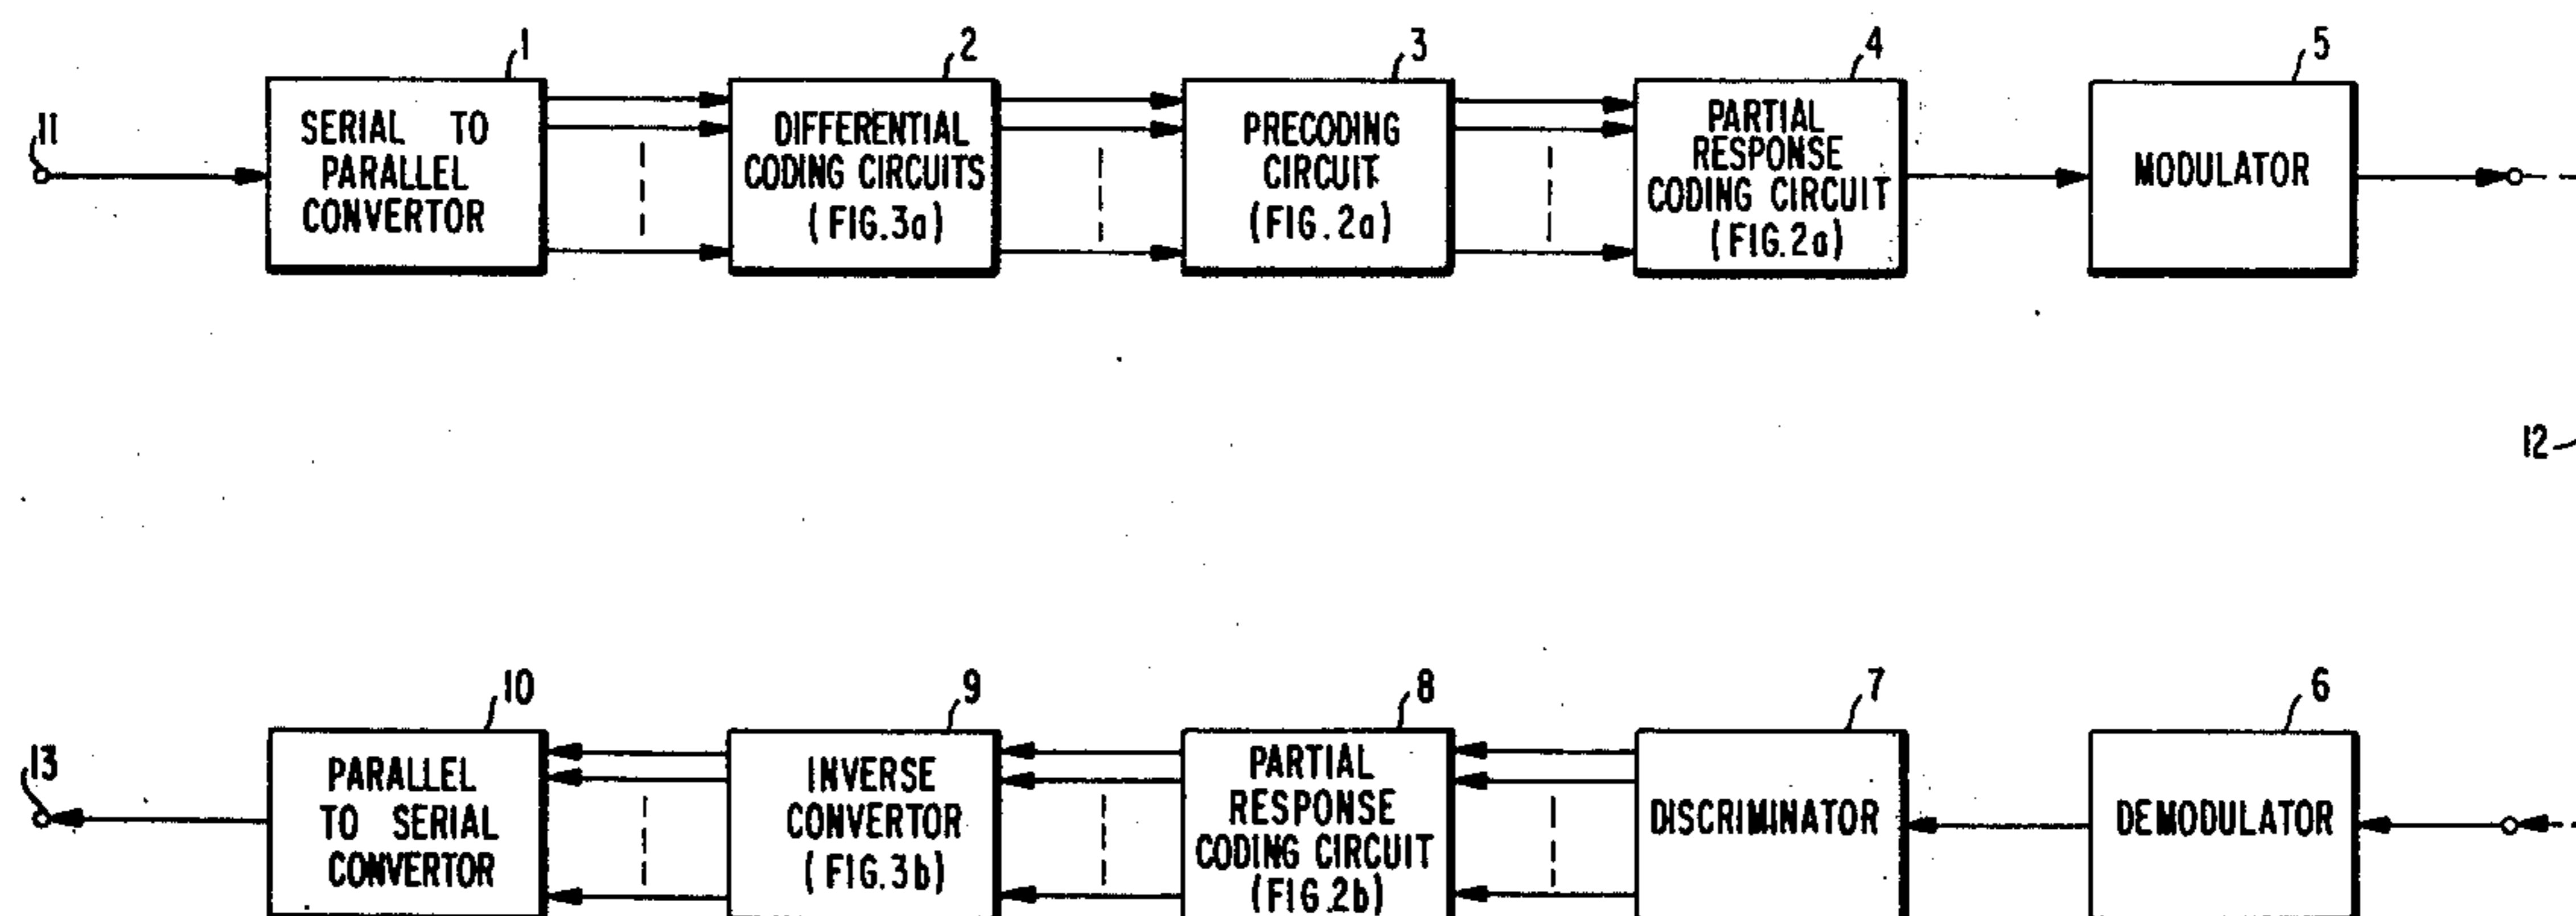 1
2
3
4
5
11
SERIAL TO
PARALLEL
CONVERTOR
DIFFERENTIAL
CODING CIRCUITS
(FIG.3a)
PRECODING
CIRCUIT
(FIG.2a)
PARTIAL
RESPONSE
CODING CIRCUIT
(FIG.2a)
MODULATOR
12
10
9
8
7
6
13
PARALLEL
TO SERIAL
CONVERTOR
INVERSE
CONVERTOR
(FIG.3b)
PARTIAL
RESPONSE
CODING CIRCUIT
(FIG.2b)
DISCRIMINATOR
DEMODULATOR